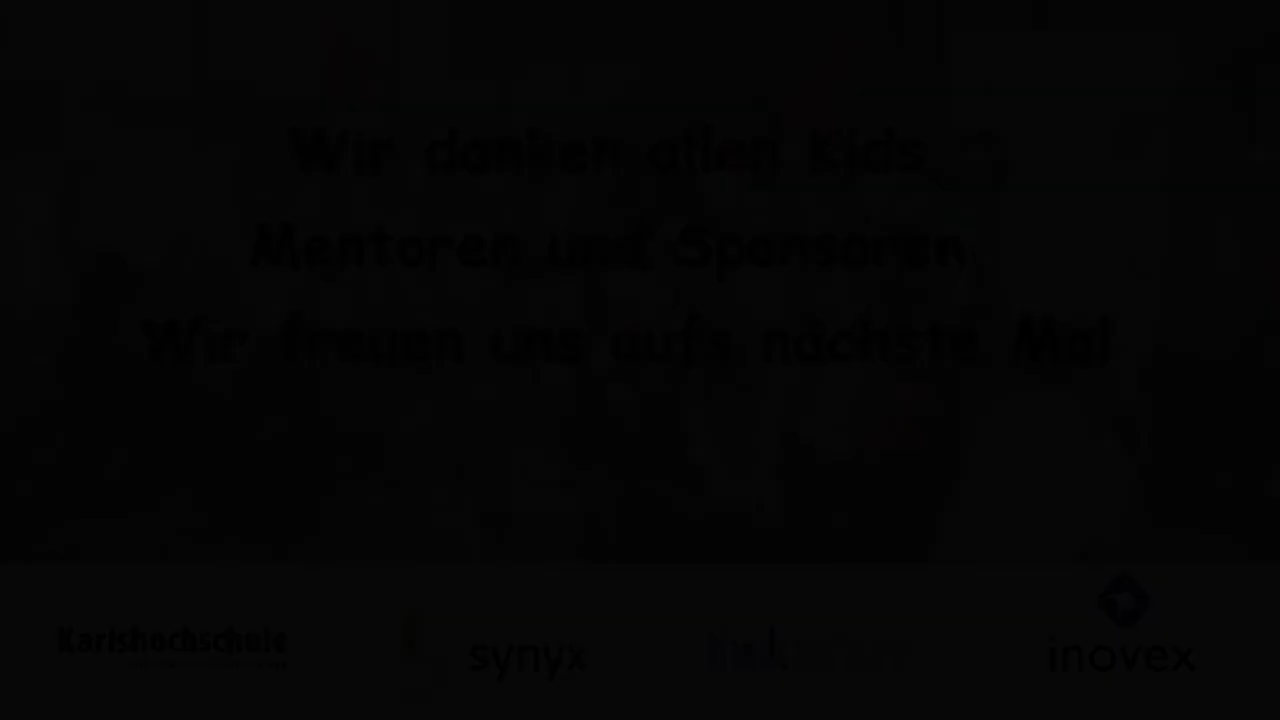 Wir danken allen Kids
Mentoren und Sponsoren
Wir freuen uns aufs nächste Mal
Karlshochschule
synyx
inovex